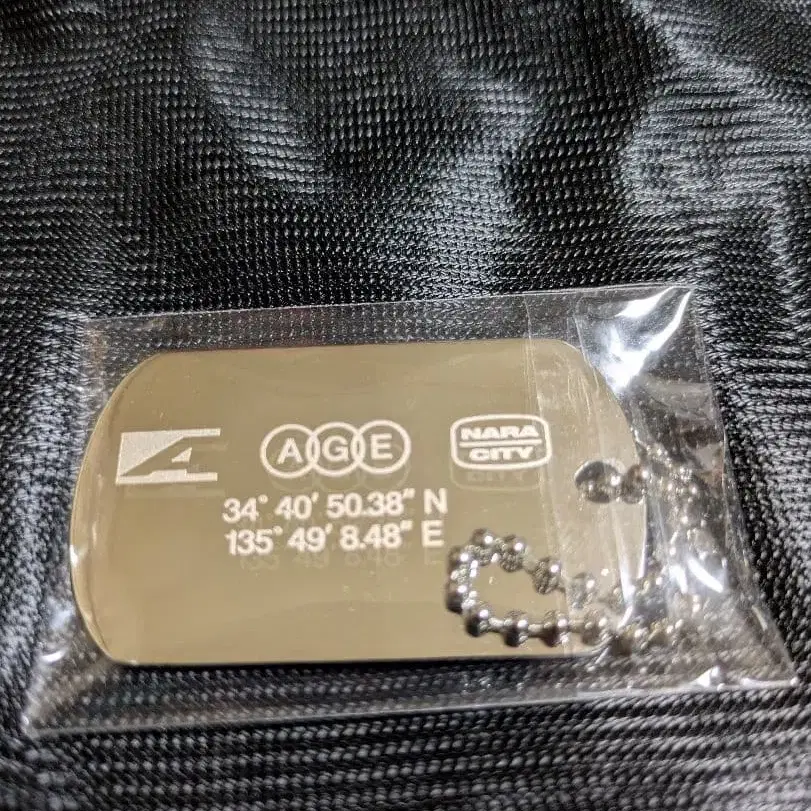 AGE
NARA
CITY
34° 40' 50.38" N
135° 49' 8.48" E